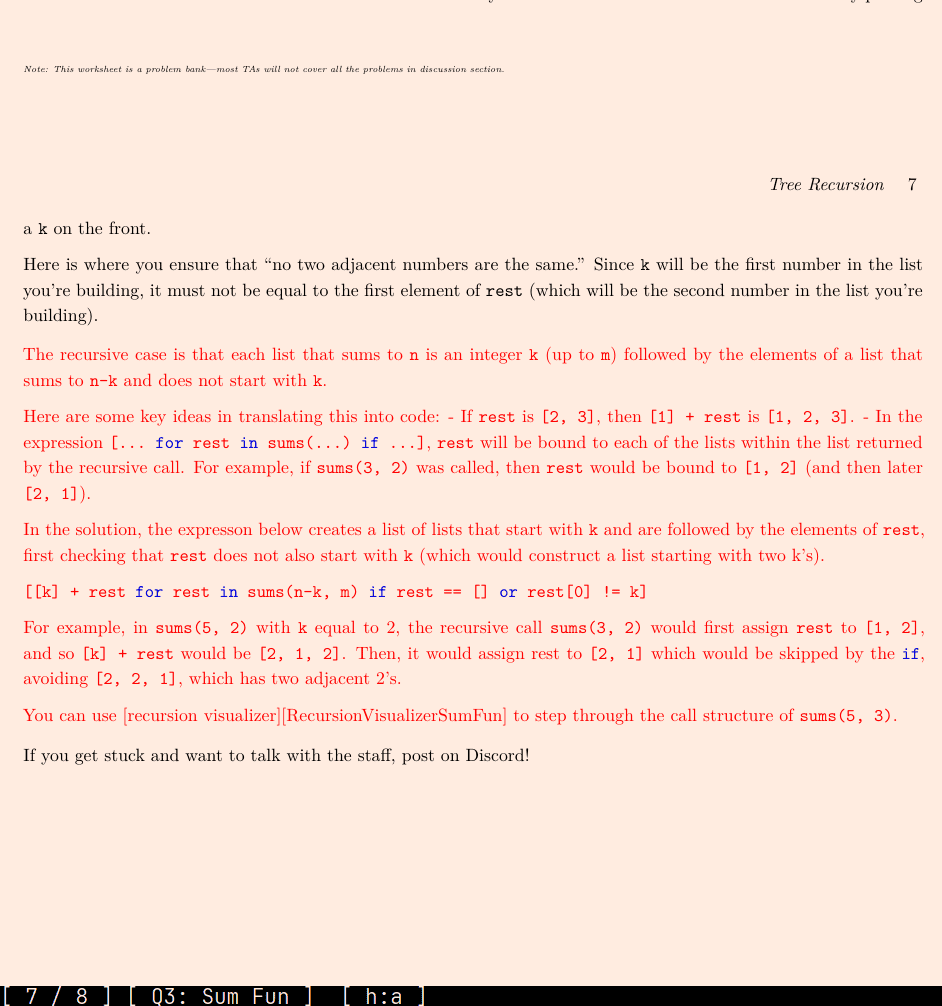 Note: This worksheet is a problem bank—most TAs will not cover all the problems in discussion section.
Tree Recursion 7
a k on the front.
Here is where you ensure that “no two adjacent numbers are the same.” Since k will be the first number in the list
you’re building, it must not be equal to the first element of rest (which will be the second number in the list you’re
building).
The recursive case is that each list that sums to n is an integer k (up to m) followed by the elements of a list that
sums to n-k and does not start with k.
Here are some key ideas in translating this into code: - If rest is [2, 3], then [1] + rest is [1, 2, 3]. - In the
expression [... for rest in sums(...) if ...], rest will be bound to each of the lists within the list returned
by the recursive call. For example, if sums(3, 2) was called, then rest would be bound to [1, 2] (and then later
[2, 1]).
In the solution, the expresson below creates a list of lists that start with k and are followed by the elements of rest,
first checking that rest does not also start with k (which would construct a list starting with two k’s).
[[k] + rest for rest in sums(n-k, m) if rest == [] or rest[0] != k]
For example, in sums(5, 2) with k equal to 2, the recursive call sums(3, 2) would first assign rest to [1, 2],
and so [k] + rest would be [2, 1, 2]. Then, it would assign rest to [2, 1] which would be skipped by the if,
avoiding [2, 2, 1], which has two adjacent 2’s.
You can use [recursion visualizer][RecursionVisualizerSumFun] to step through the call structure of sums(5, 3).
If you get stuck and want to talk with the staff, post on Discord!
[ 7 / 8 ] [ Q3: Sum Fun ] [ h:a ]